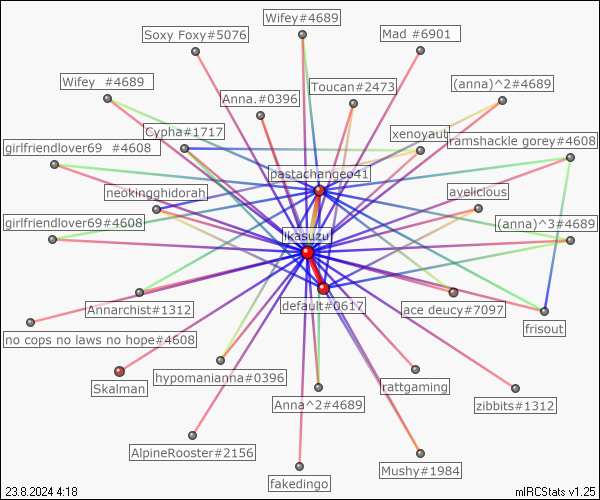 Wifey#4689
Soxy Foxy#5076
Mad #6901
Wifey #4689
Toucan#2473
(anna)^2#4689
Anna.#0396
Cypha#1717
xenoyaut
girlfriendlover69 #4608
ramshackle gorey#4608
pastachangeo41
neokingghidorah
ayelicious
girlfriendlover69#4608
(anna)^3#4689
ikasuzu
Annarchist#1312
default#0617
ace deucy#7097
frisout
no cops no laws no hope#4608
hypomanianna#0396
Skalman
rattgaming
Anna^2#4689
zibbits#1312
AlpineRooster#2156
Mushy#1984
fakedingo
23.8.2024 4:18
mIRCStats v1.25